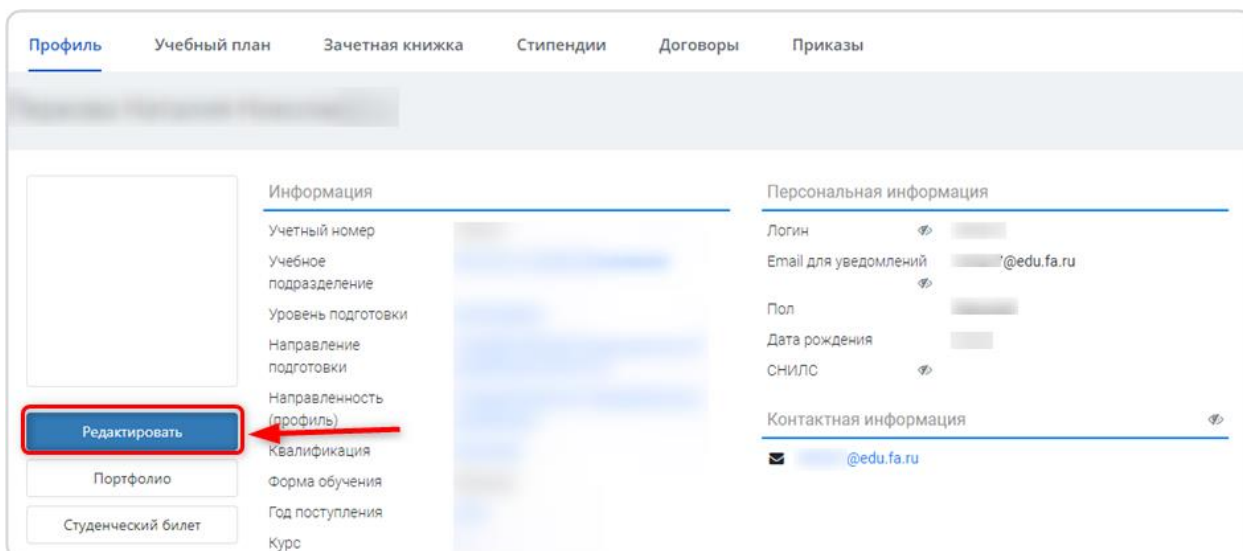 Профиль Учебный план Зачетная книжка Стипендии Договоры Приказы
Информация
Учетный номер
Учебное
подразделение
Уровень подготовки
Направление
подготовки
Направленность
(профиль)
Квалификация
Форма обучения
Год поступления
Курс
Персональная информация
Логин
Email для уведомлений '@edu.fa.ru
Пол
Дата рождения
СНИЛС
Контактная информация
@edu.fa.ru
Редактировать
Портфолио
Студенческий билет